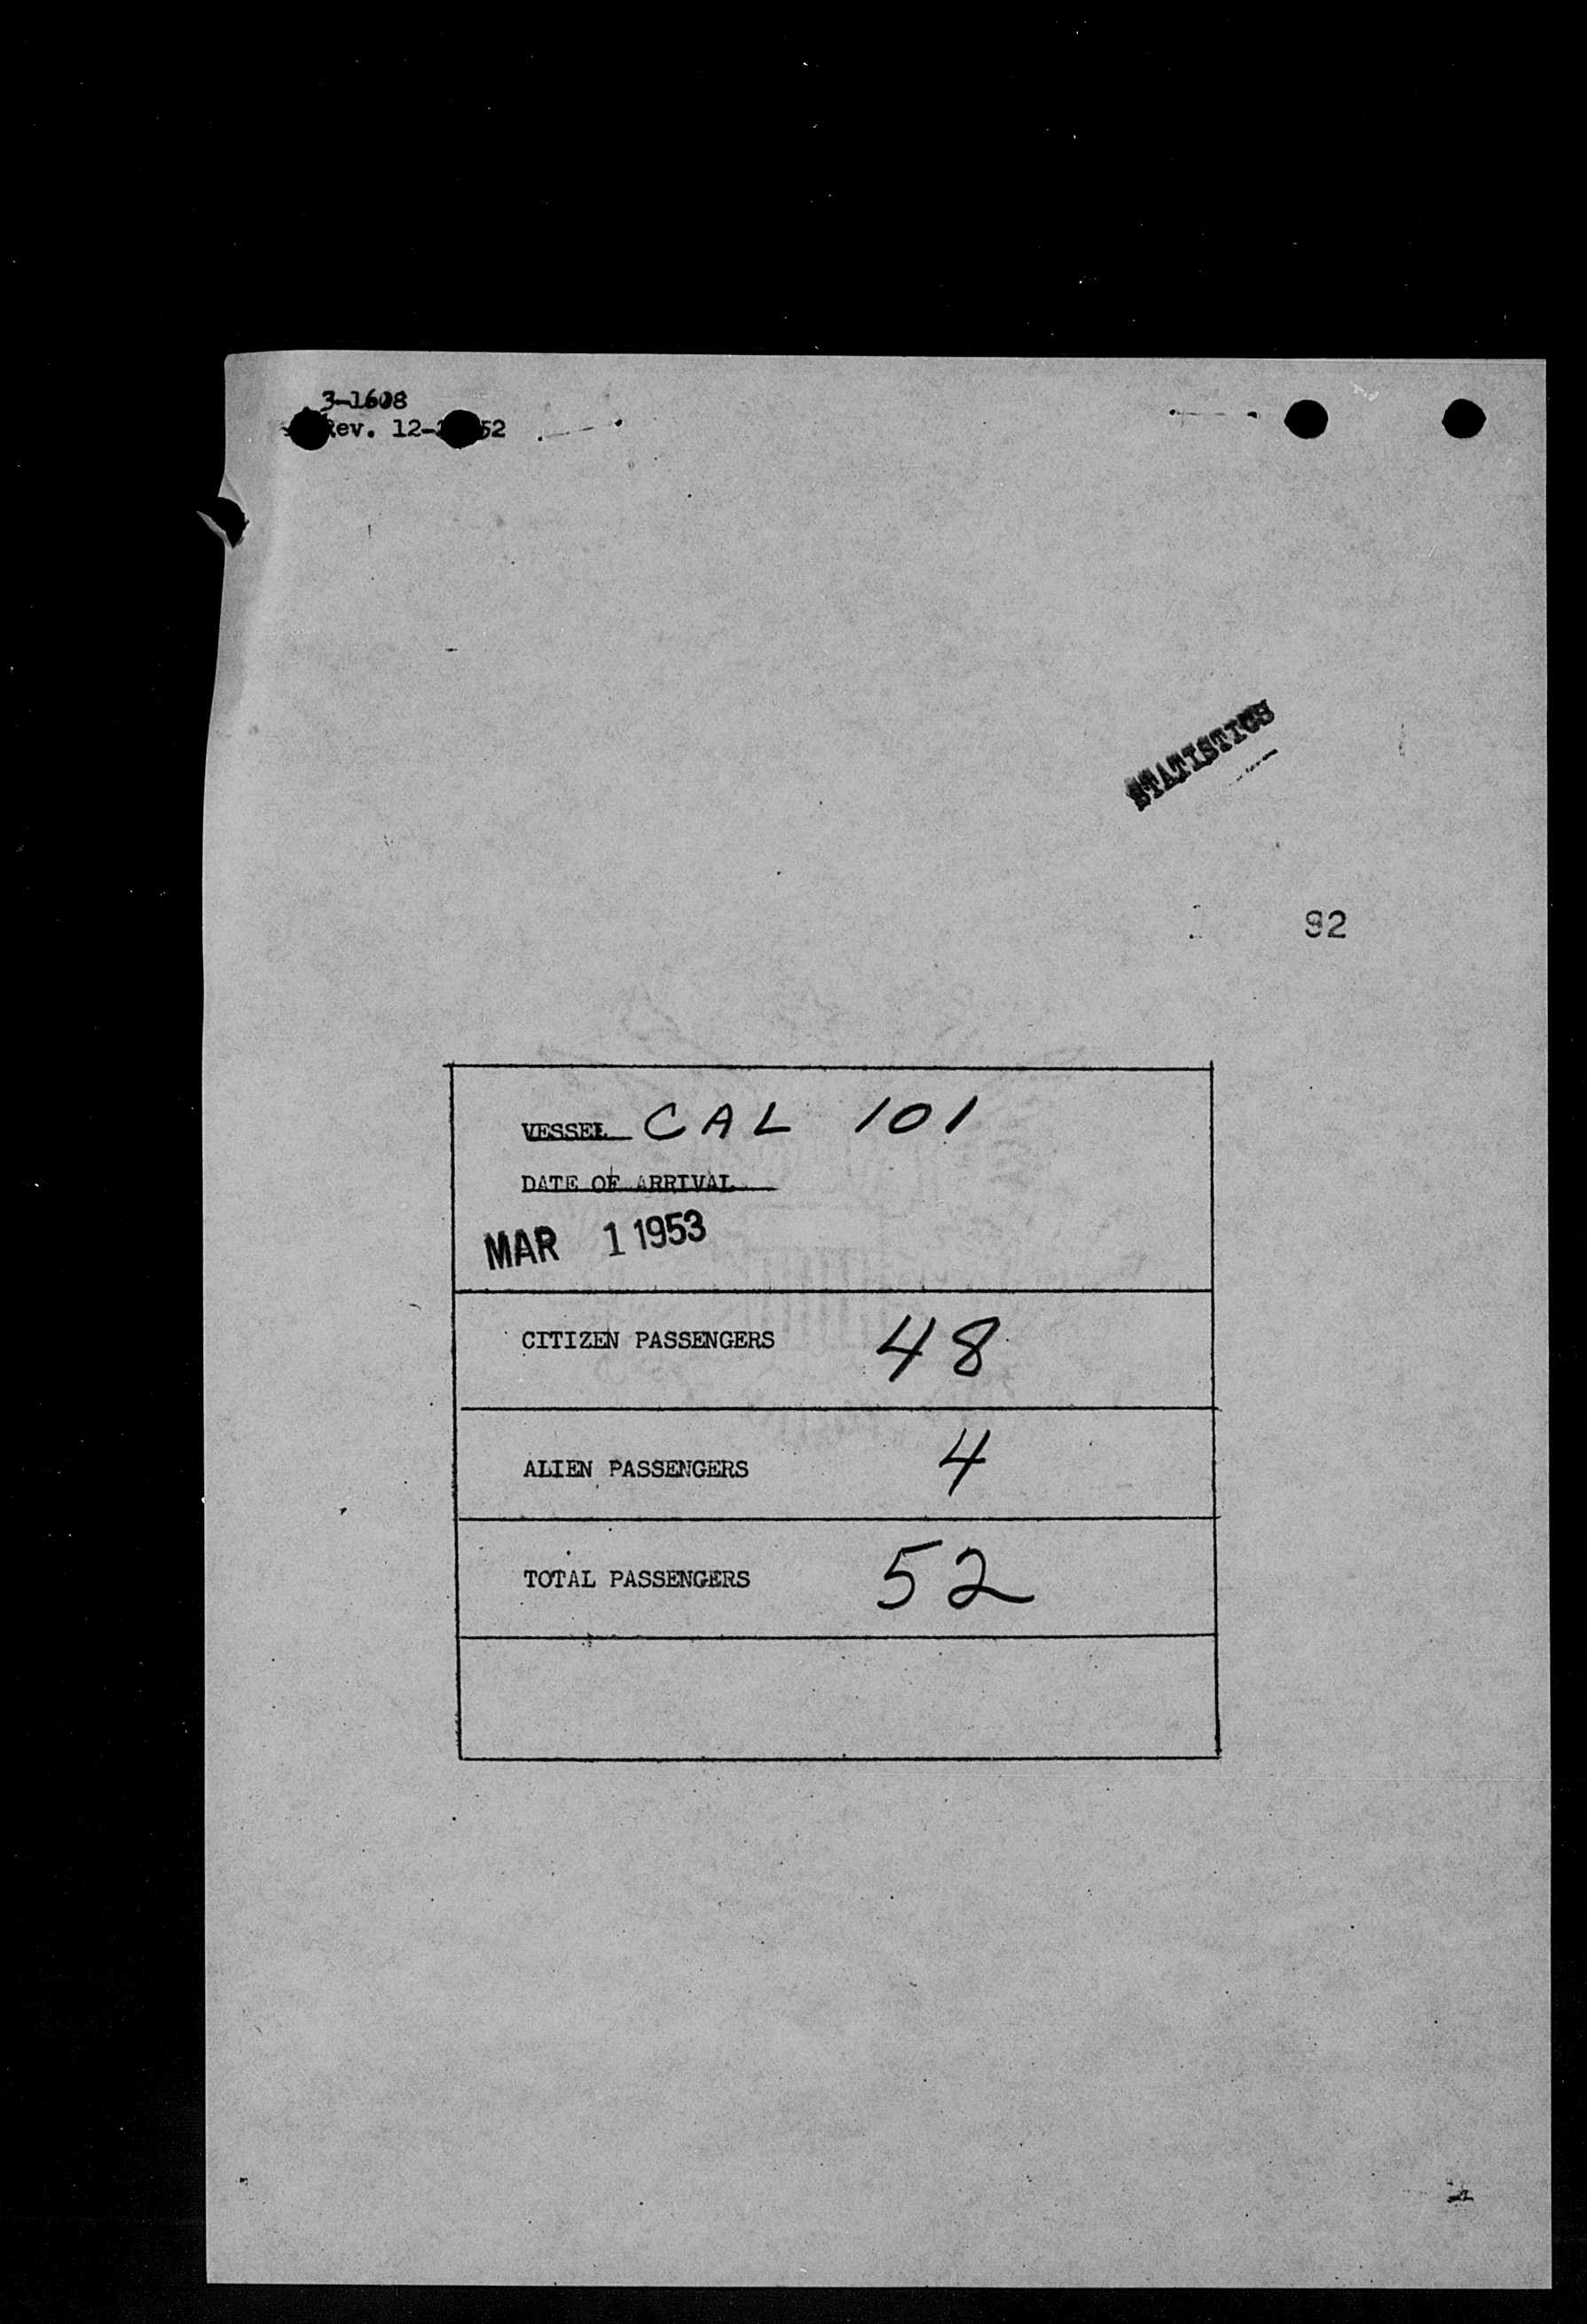 3-1608
Rev. 12- 52
STATISTICS
92
VESSEL CAL 101
DATE OF ARRIVAL
MAR 1 1953
CITIZEN PASSENGERS 48
ALIEN PASSENGERS 4
TOTAL PASSENGERS 52